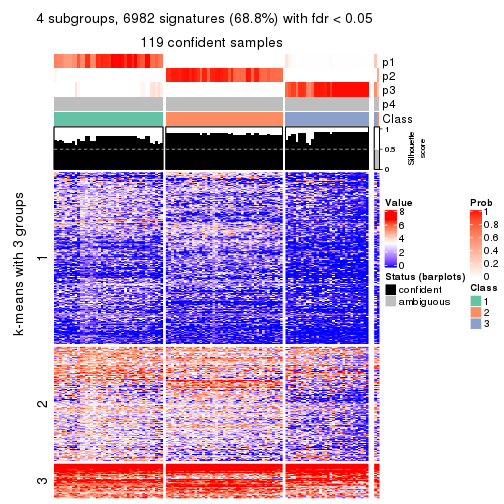 4 subgroups, 6982 signatures (68.8%) with fdr < 0.05
119 confident samples
p1
p2
p3
p4
Class
1
0.5
0
Silhouette
score
k-means with 3 groups
1
2
3
Value
8
6
4
2
0
Status (barplots)
confident
ambiguous
Prob
1
0.8
0.6
0.4
0.2
0
Class
1
2
3